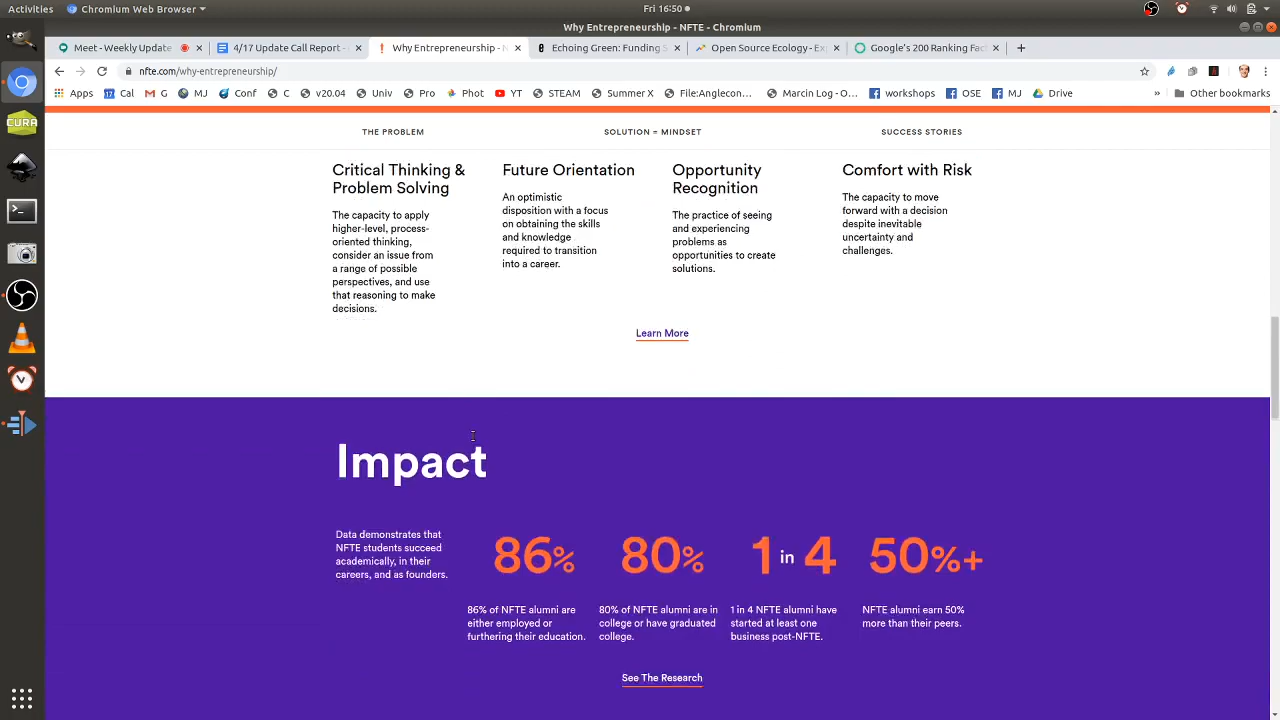 Activities
Chromium Web Browser
Fri 16:50
Why Entrepreneurship - NFTE - Chromium
Meet - Weekly Update
4/17 Update Call Report -
Why Entrepreneurship - N
Echoing Green: Funding S
Open Source Ecology - Ex
Google's 200 Ranking Fac
nfte.com/why-entrepreneurship/
Apps
Cal
G
MJ
Conf
C
v20.04
Univ
Pro
Phot
YT
STEAM
Summer X
File:Anglecon...
Marcin Log - O...
workshops
OSE
MJ
Drive
Other bookmarks
CURA
THE PROBLEM
SOLUTION = MINDSET
SUCCESS STORIES
Critical Thinking &
Problem Solving
The capacity to apply
higher-level, process-
oriented thinking,
consider an issue from
a range of possible
perspectives, and use
that reasoning to make
decisions.
Future Orientation
An optimistic
disposition with a focus
on obtaining the skills
and knowledge
required to transition
into a career.
Opportunity
Recognition
The practice of seeing
and experiencing
problems as
opportunities to create
solutions.
Comfort with Risk
The capacity to move
forward with a decision
despite inevitable
uncertainty and
challenges.
Learn More
Impact
Data demonstrates that
NFTE students succeed
academically, in their
careers, and as founders.
86%
86% of NFTE alumni are
either employed or
furthering their education.
80%
80% of NFTE alumni are in
college or have graduated
college.
1 in 4
1 in 4 NFTE alumni have
started at least one
business post-NFTE.
50%+
NFTE alumni earn 50%
more than their peers.
See The Research